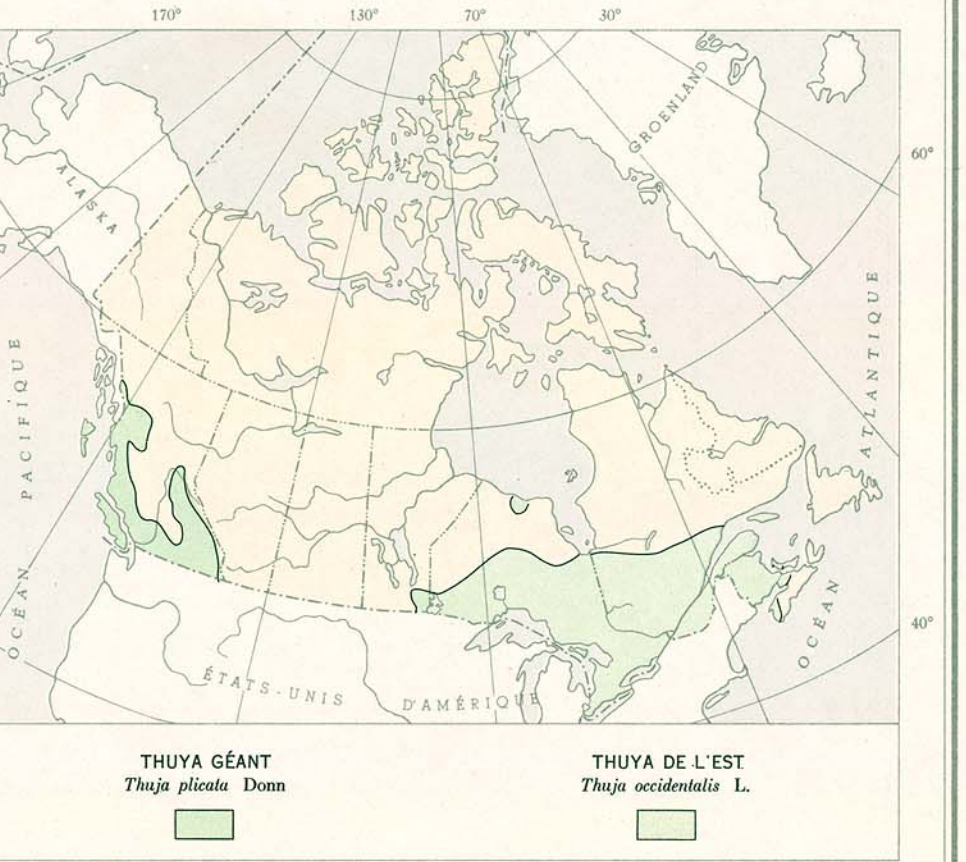 170° 130° 70° 30°
60°
GROENLAND
ALASKA
OCÉAN PACIFIQUE
OCÉAN ATLANTIQUE
40°
ÉTATS-UNIS D'AMÉRIQUE
THUYA GÉANT
Thuja plicata Donn
THUYA DE L'EST
Thuja occidentalis L.